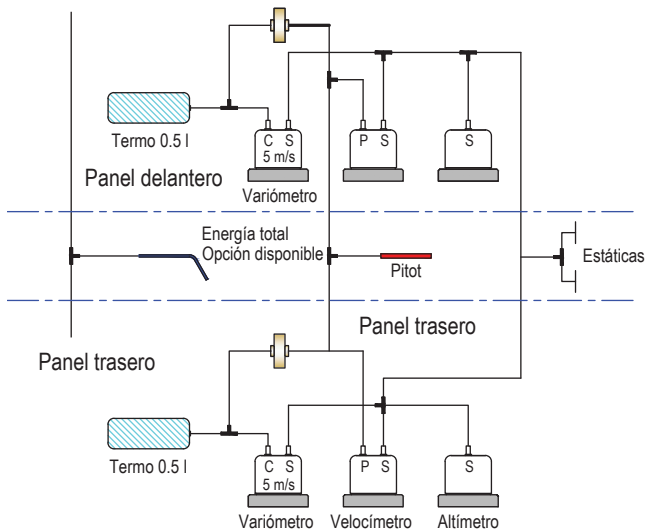 Termo 0.5 l
C S
5 m/s
P S
S
Panel delantero
Variómetro
Energía total
Opción disponible
Pitot
Estáticas
Panel trasero
Panel trasero
Termo 0.5 l
C S
5 m/s
P S
S
Variómetro
Velocímetro
Altímetro